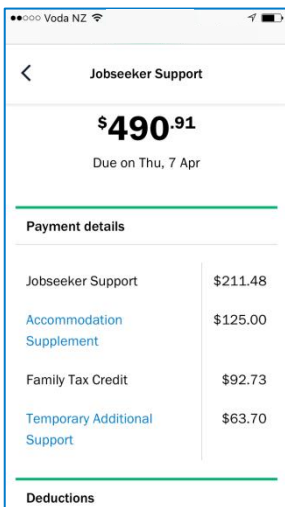 Voda NZ
Jobseeker Support
$490.91
Due on Thu, 7 Apr
Payment details
Jobseeker Support $211.48
Accommodation $125.00
Supplement
Family Tax Credit $92.73
Temporary Additional $63.70
Support
Deductions